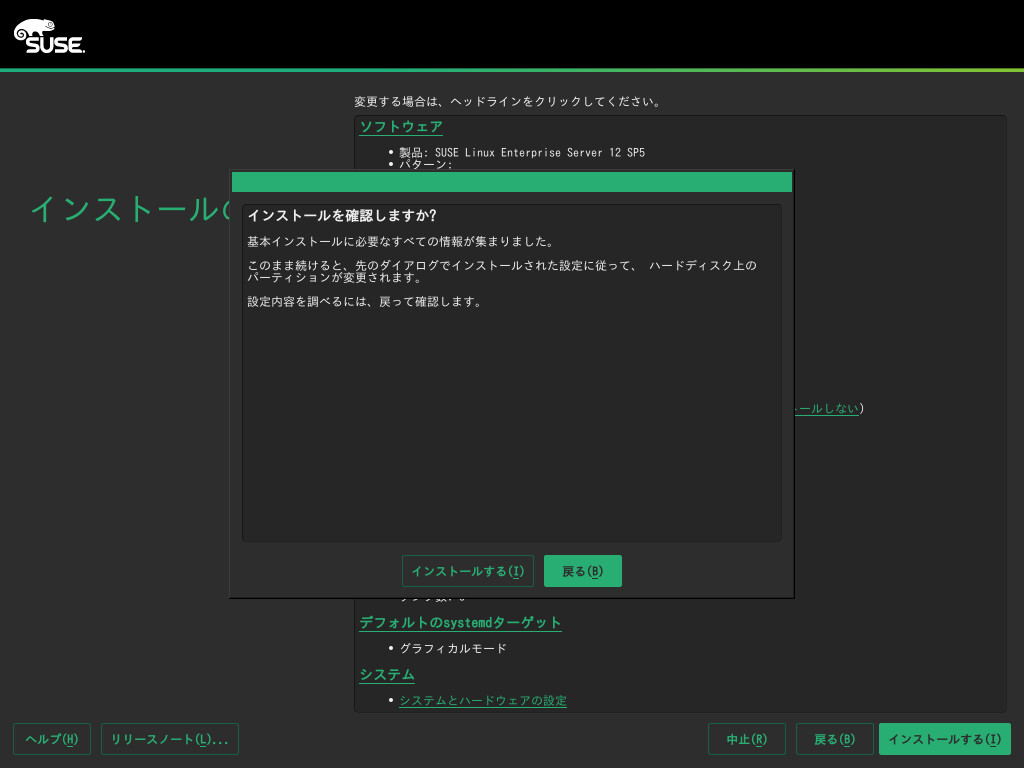 SUSE.
変更する場合は、ヘッドラインをクリックしてください。
ソフトウェア
• 製品: SUSE Linux Enterprise Server 12 SP5
• パターン:
インストールの
インストールを確認しますか?
基本インストールに必要なすべての情報が集まりました。
このまま続けると、先のダイアログでインストールされた設定に従って、 ハードディスク上の
パーティションが変更されます。
設定内容を調べるには、戻って確認します。
ールしない)
インストールする(I)
戻る(B)
デフォルトのsystemdターゲット
• グラフィカルモード
システム
• システムとハードウェアの設定
ヘルプ(H)
リリースノート(L)...
中止(R)
戻る(B)
インストールする(I)